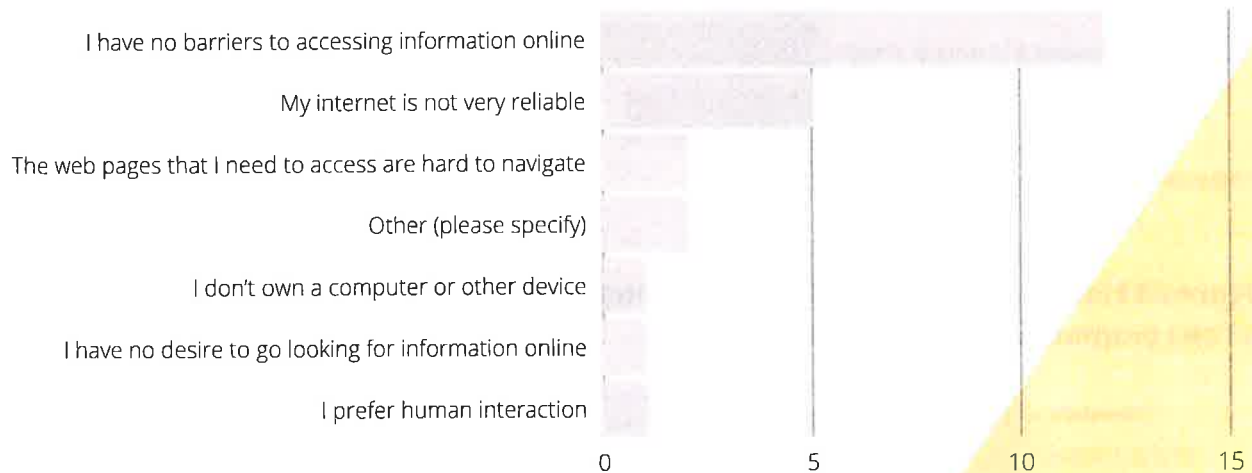 I have no barriers to accessing information online
My internet is not very reliable
The web pages that I need to access are hard to navigate
Other (please specify)
I don't own a computer or other device
I have no desire to go looking for information online
I prefer human interaction
0 5 10 15